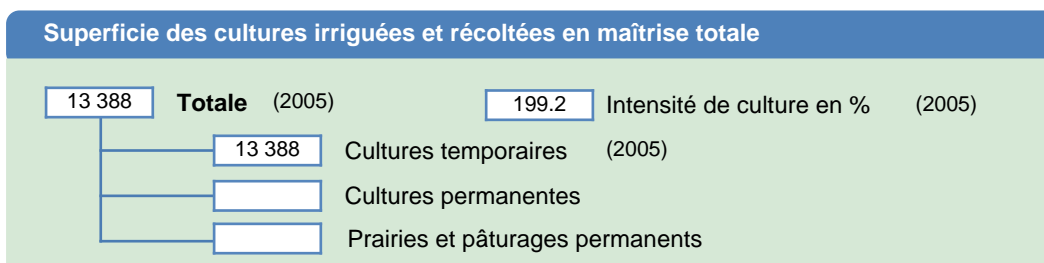 Superficie des cultures irriguées et récoltées en maîtrise totale
13 388 Totale (2005) 199.2 Intensité de culture en % (2005)
13 388 Cultures temporaires (2005)
Cultures permanentes
Prairies et pâturages permanents